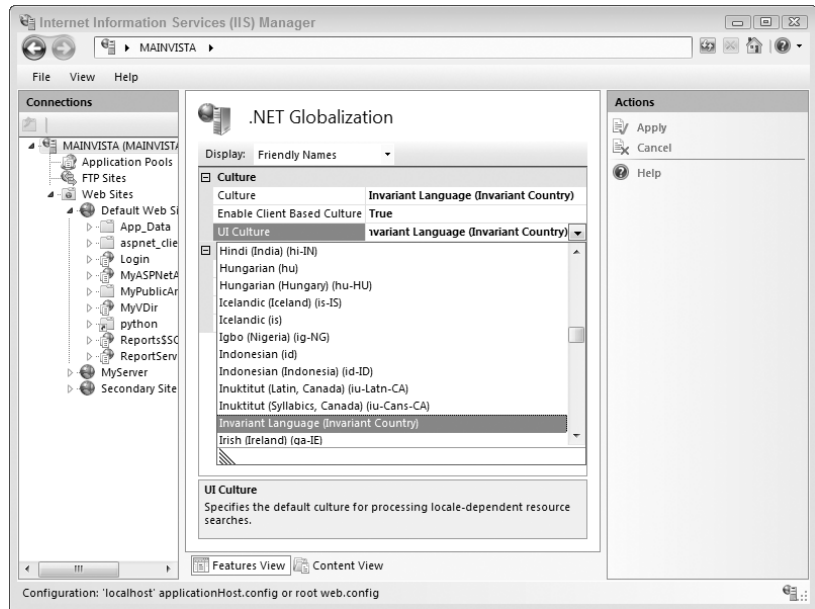 Internet Information Services (IIS) Manager
MAINVISTA
File View Help
Connections
MAINVISTA (MAINVISTA
Application Pools
FTP Sites
Web Sites
Default Web Si
App_Data
aspnet_clie
Login
MyASPNetA
MyPublicAr
MyVDir
python
Reports$SC
ReportServ
MyServer
Secondary Site
.NET Globalization
Display: Friendly Names
Culture
Culture Invariant Language (Invariant Country)
Enable Client Based Culture True
UI Culture nvariant Language (Invariant Country)
Hindi (India) (hi-IN)
Hungarian (hu)
Hungarian (Hungary) (hu-HU)
Icelandic (Iceland) (is-IS)
Icelandic (is)
Igbo (Nigeria) (ig-NG)
Indonesian (id)
Indonesian (Indonesia) (id-ID)
Inuktitut (Latin, Canada) (iu-Latn-CA)
Inuktitut (Syllabics, Canada) (iu-Cans-CA)
Invariant Language (Invariant Country)
Irish (Ireland) (ga-IE)
UI Culture
Specifies the default culture for processing locale-dependent resource
searches.
Features View Content View
Actions
Apply
Cancel
Help
Configuration: 'localhost' applicationHost.config or root web.config